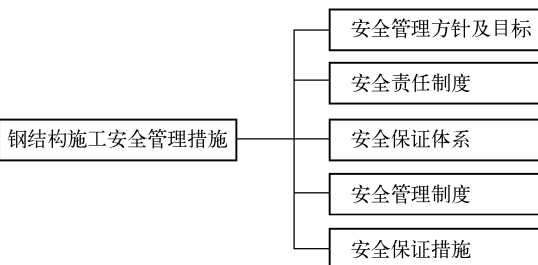 钢结构施工安全管理措施
安全管理方针及目标
安全责任制度
安全保证体系
安全管理制度
安全保证措施